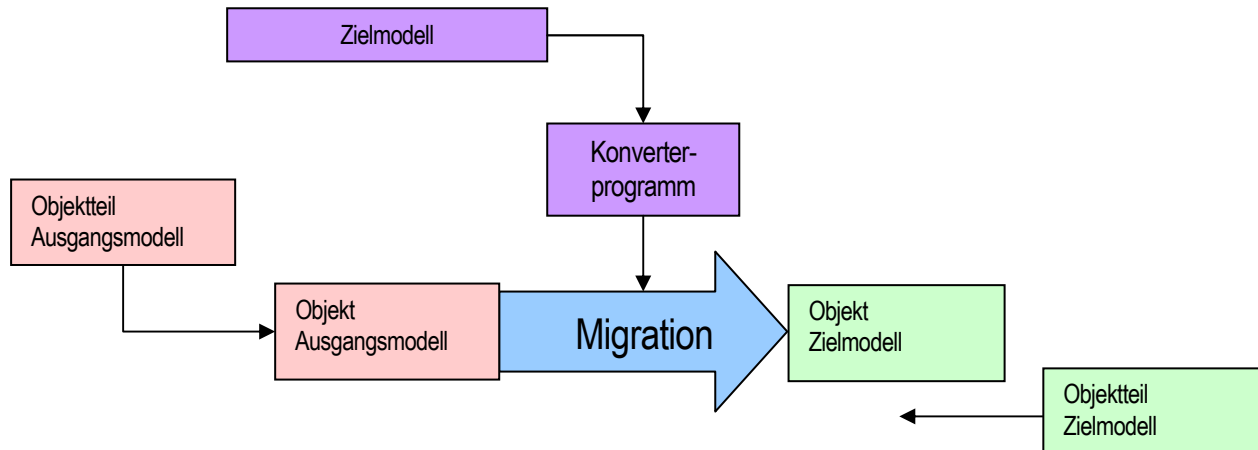 Zielmodell
Konverter-
programm
Objektteil
Ausgangsmodell
Objekt
Ausgangsmodell
Migration
Objekt
Zielmodell
Objektteil
Zielmodell